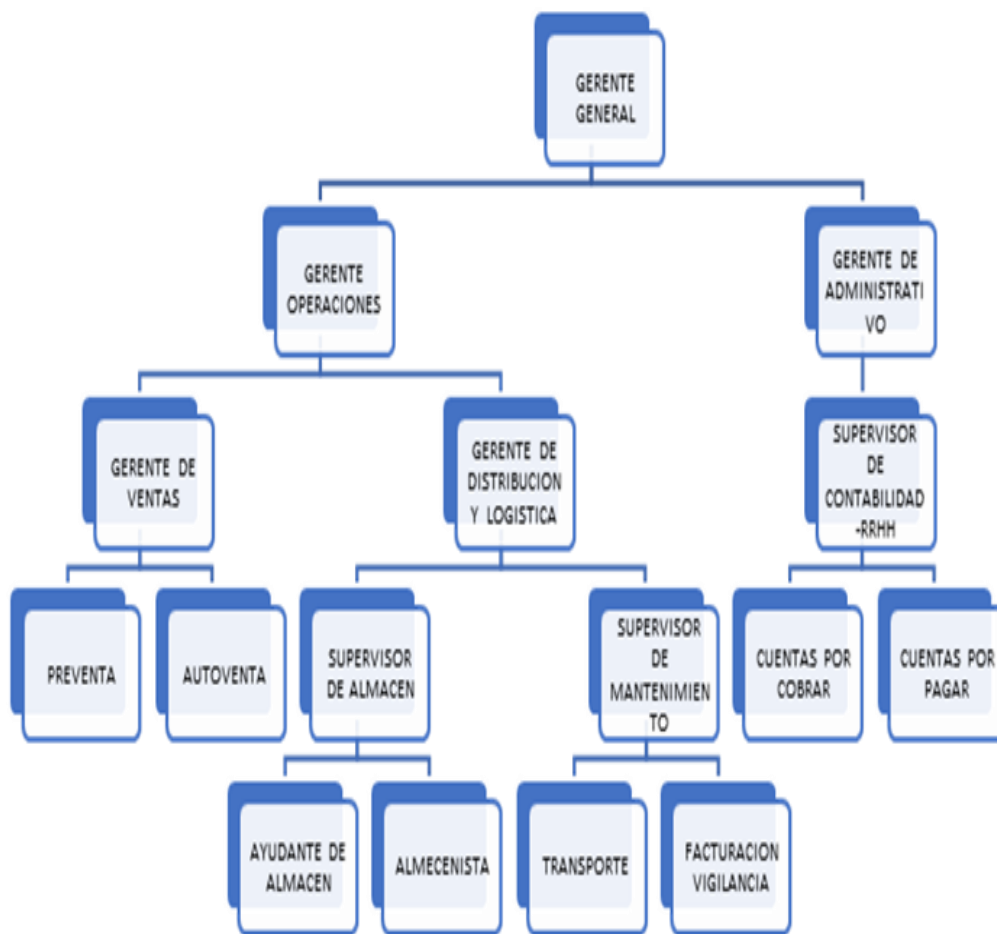 GERENTE
GENERAL
GERENTE
OPERACIONES
GERENTE DE
ADMINISTRATI
VO
GERENTE DE
VENTAS
GERENTE DE
DISTRIBUCION
Y LOGISTICA
SUPERVISOR
DE
CONTABILIDAD
-RRHH
PREVENTA
AUTOVENTA
SUPERVISOR
DE ALMACEN
SUPERVISOR
DE
MANTENIMIEN
TO
CUENTAS POR
COBRAR
CUENTAS POR
PAGAR
AYUDANTE DE
ALMACEN
ALMECENISTA
TRANSPORTE
FACTURACION
VIGILANCIA